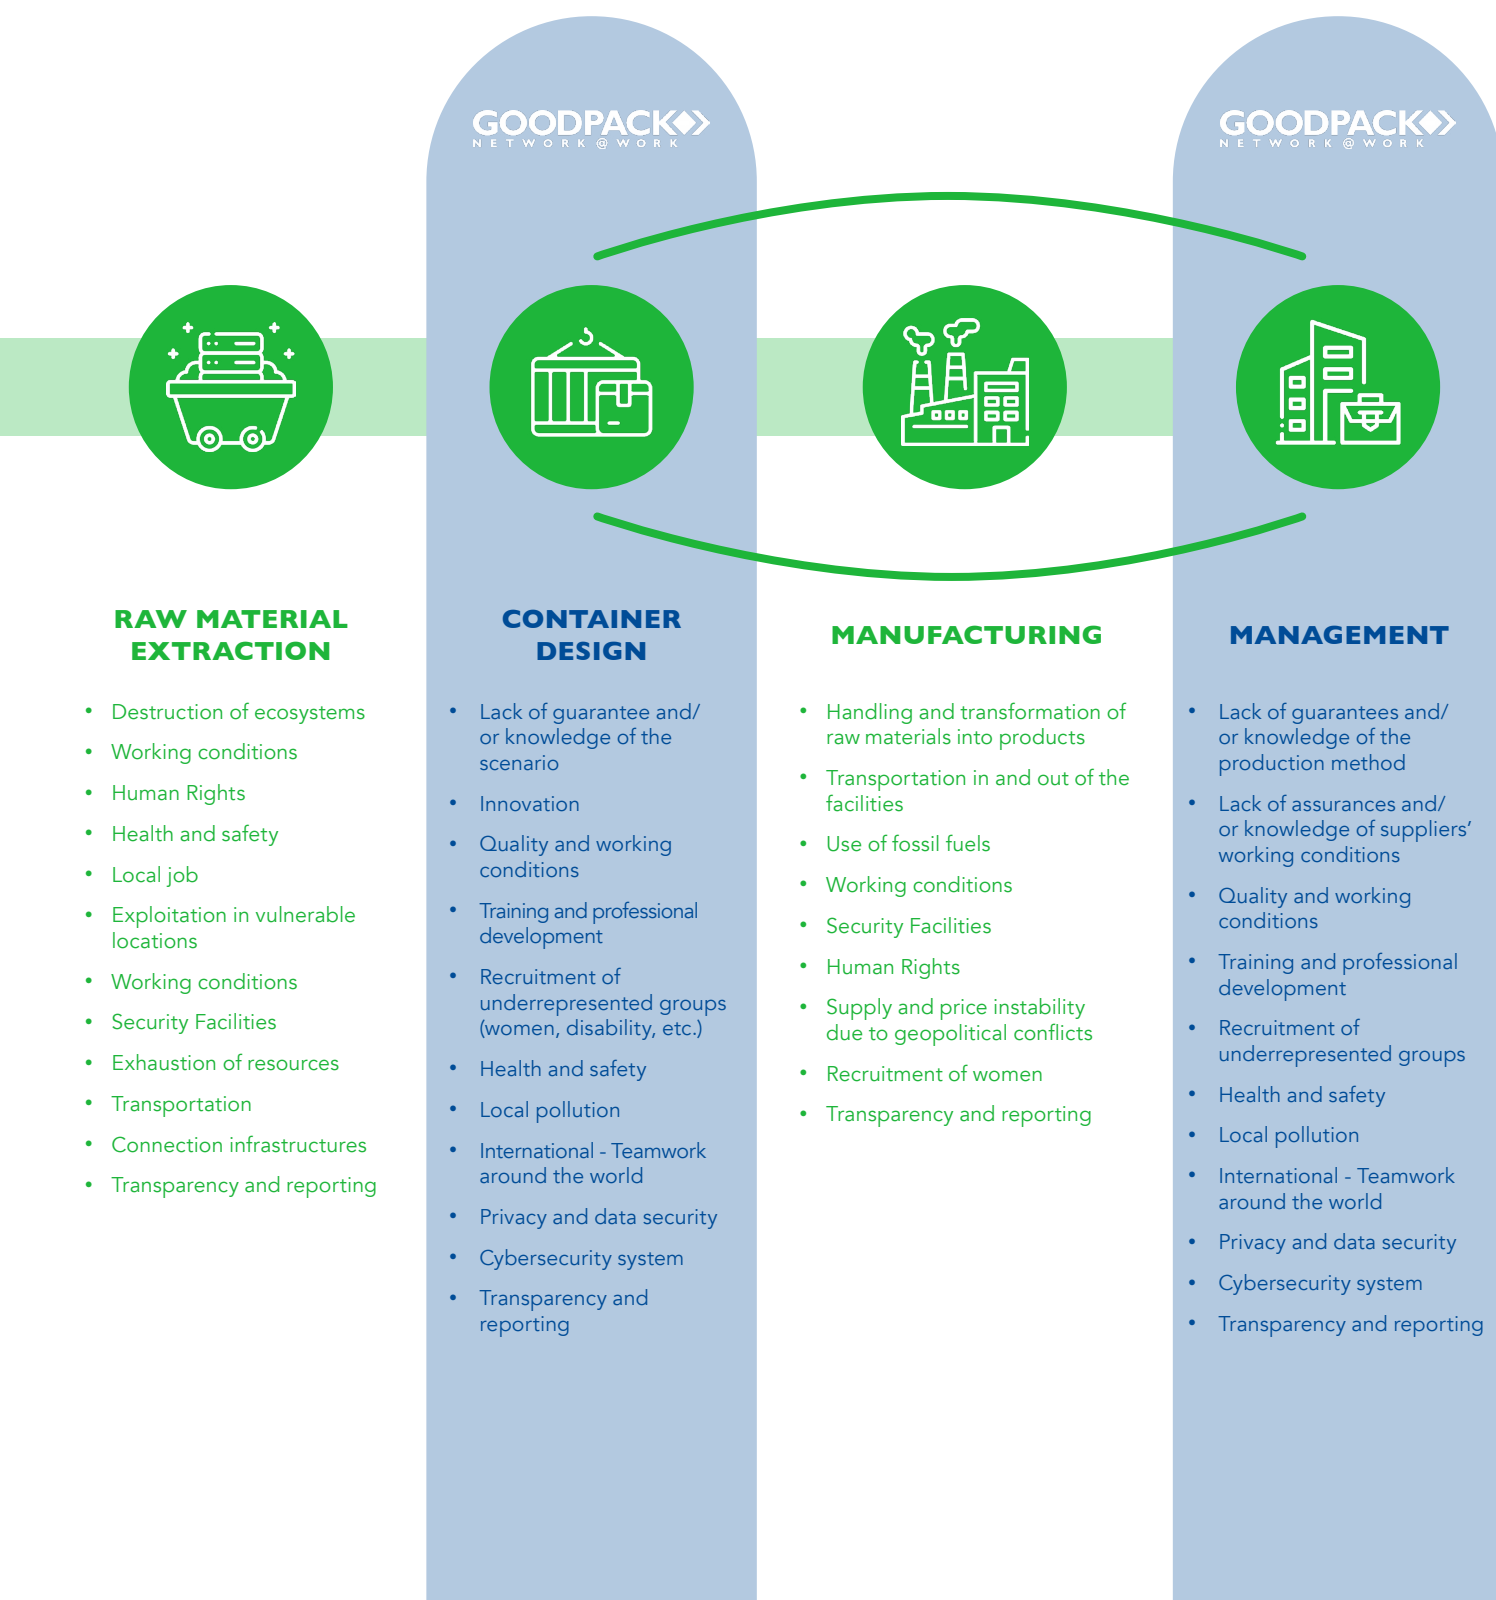 GOODPACK
NETWORK@WORK
GOODPACK
NETWORK@WORK
RAW MATERIAL
EXTRACTION
• Destruction of ecosystems
• Working conditions
• Human Rights
• Health and safety
• Local job
• Exploitation in vulnerable
locations
• Working conditions
• Security Facilities
• Exhaustion of resources
• Transportation
• Connection infrastructures
• Transparency and reporting
CONTAINER
DESIGN
• Lack of guarantee and/
or knowledge of the
scenario
• Innovation
• Quality and working
conditions
• Training and professional
development
• Recruitment of
underrepresented groups
(women, disability, etc.)
• Health and safety
• Local pollution
• International - Teamwork
around the world
• Privacy and data security
• Cybersecurity system
• Transparency and
reporting
MANUFACTURING
• Handling and transformation of
raw materials into products
• Transportation in and out of the
facilities
• Use of fossil fuels
• Working conditions
• Security Facilities
• Human Rights
• Supply and price instability
due to geopolitical conflicts
• Recruitment of women
• Transparency and reporting
MANAGEMENT
• Lack of guarantees and/
or knowledge of the
production method
• Lack of assurances and/
or knowledge of suppliers’
working conditions
• Quality and working
conditions
• Training and professional
development
• Recruitment of
underrepresented groups
• Health and safety
• Local pollution
• International - Teamwork
around the world
• Privacy and data security
• Cybersecurity system
• Transparency and reporting